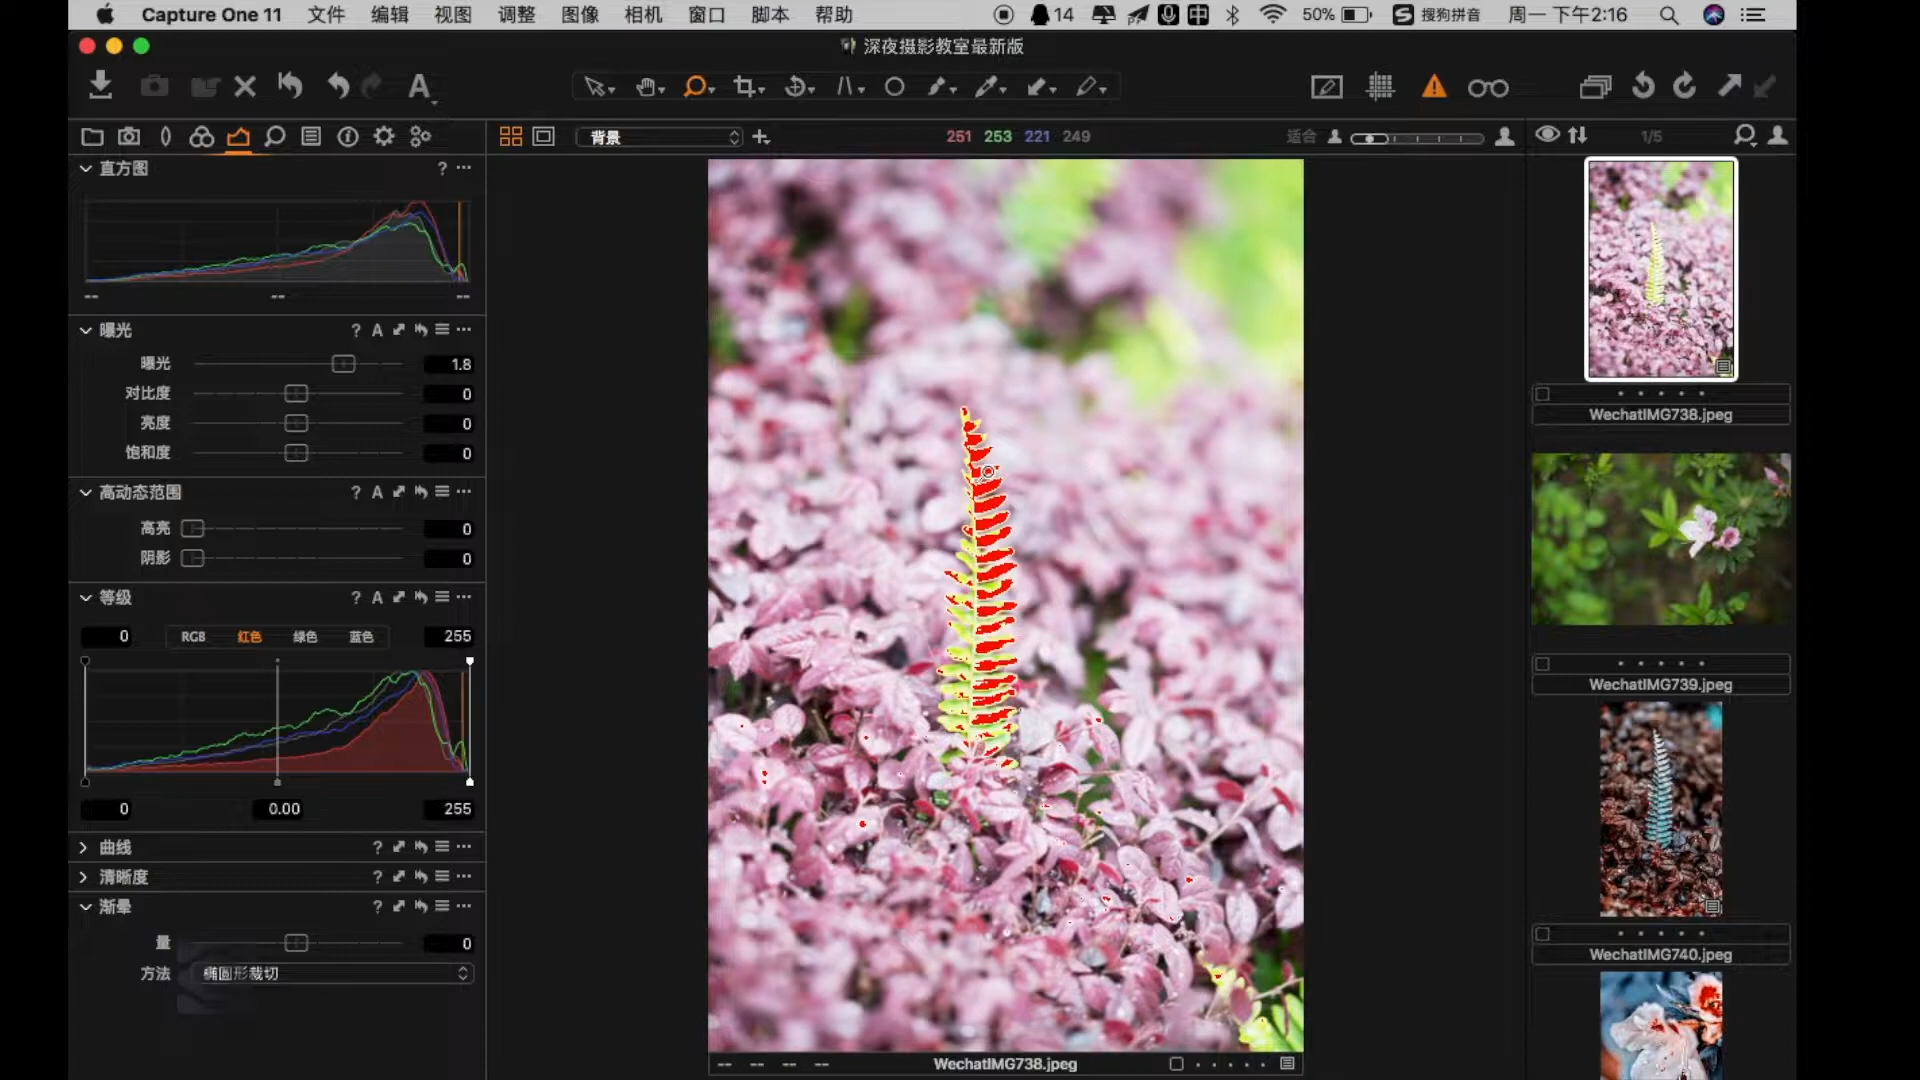 Capture One 11 文件 编辑 视图 调整 图像 相机 窗口 脚本 帮助 14 中 50% S 搜狗拼音 周一 下午2:16
深夜摄影教室最新版
A
背景 251 253 221 249 适合 1/5
直方图 ? ...
-- -- --
曝光 ? A ...
曝光 1.8
对比度 0
亮度 0
饱和度 0
高动态范围 ? A ...
高亮 0
阴影 0
等级 ? A ...
0 RGB 红色 绿色 蓝色 255
0 0.00 255
曲线 ? ...
清晰度 ? ...
渐晕 ? ...
量 0
方法 椭圆形裁切
-- -- -- -- WechatIMG738.jpeg
WechatIMG738.jpeg
WechatIMG739.jpeg
WechatIMG740.jpeg